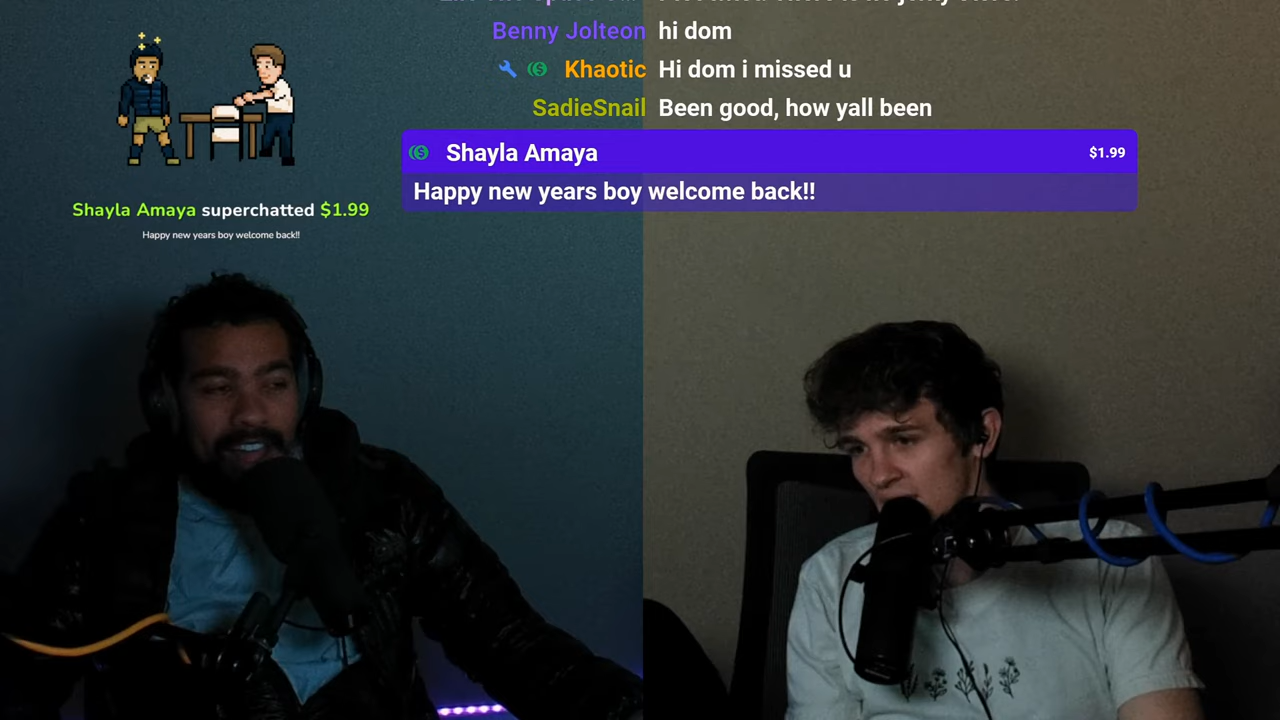 Benny Jolteon hi dom
Khaotic Hi dom i missed u
SadieSnail Been good, how yall been
Shayla Amaya $1.99
Happy new years boy welcome back!!
Shayla Amaya superchatted $1.99
Happy new years boy welcome back!!